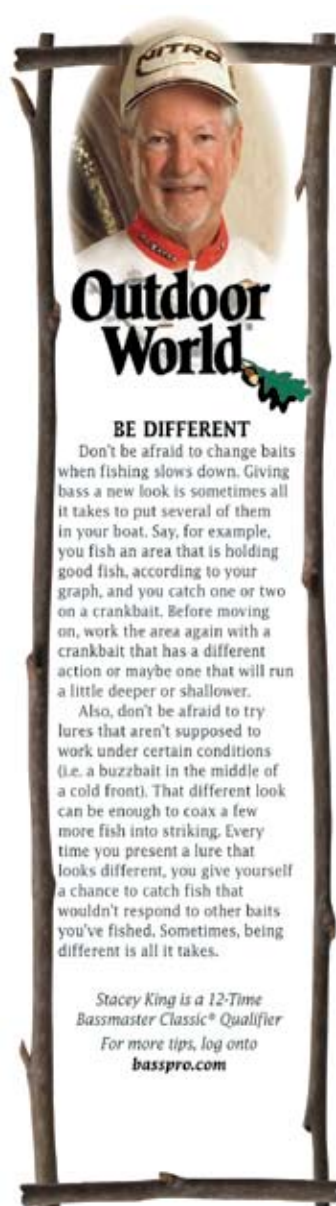 NITRO
Outdoor
World®
BE DIFFERENT
Don't be afraid to change baits
when fishing slows down. Giving
bass a new look is sometimes all
it takes to put several of them
in your boat. Say, for example,
you fish an area that is holding
good fish, according to your
graph, and you catch one or two
on a crankbait. Before moving
on, work the area again with a
crankbait that has a different
action or maybe one that will run
a little deeper or shallower.
Also, don't be afraid to try
lures that aren't supposed to
work under certain conditions
(i.e. a buzzbait in the middle of
a cold front). That different look
can be enough to coax a few
more fish into striking. Every
time you present a lure that
looks different, you give yourself
a chance to catch fish that
wouldn't respond to other baits
you've fished. Sometimes, being
different is all it takes.
Stacey King is a 12-Time
Bassmaster Classic® Qualifier
For more tips, log onto
basspro.com